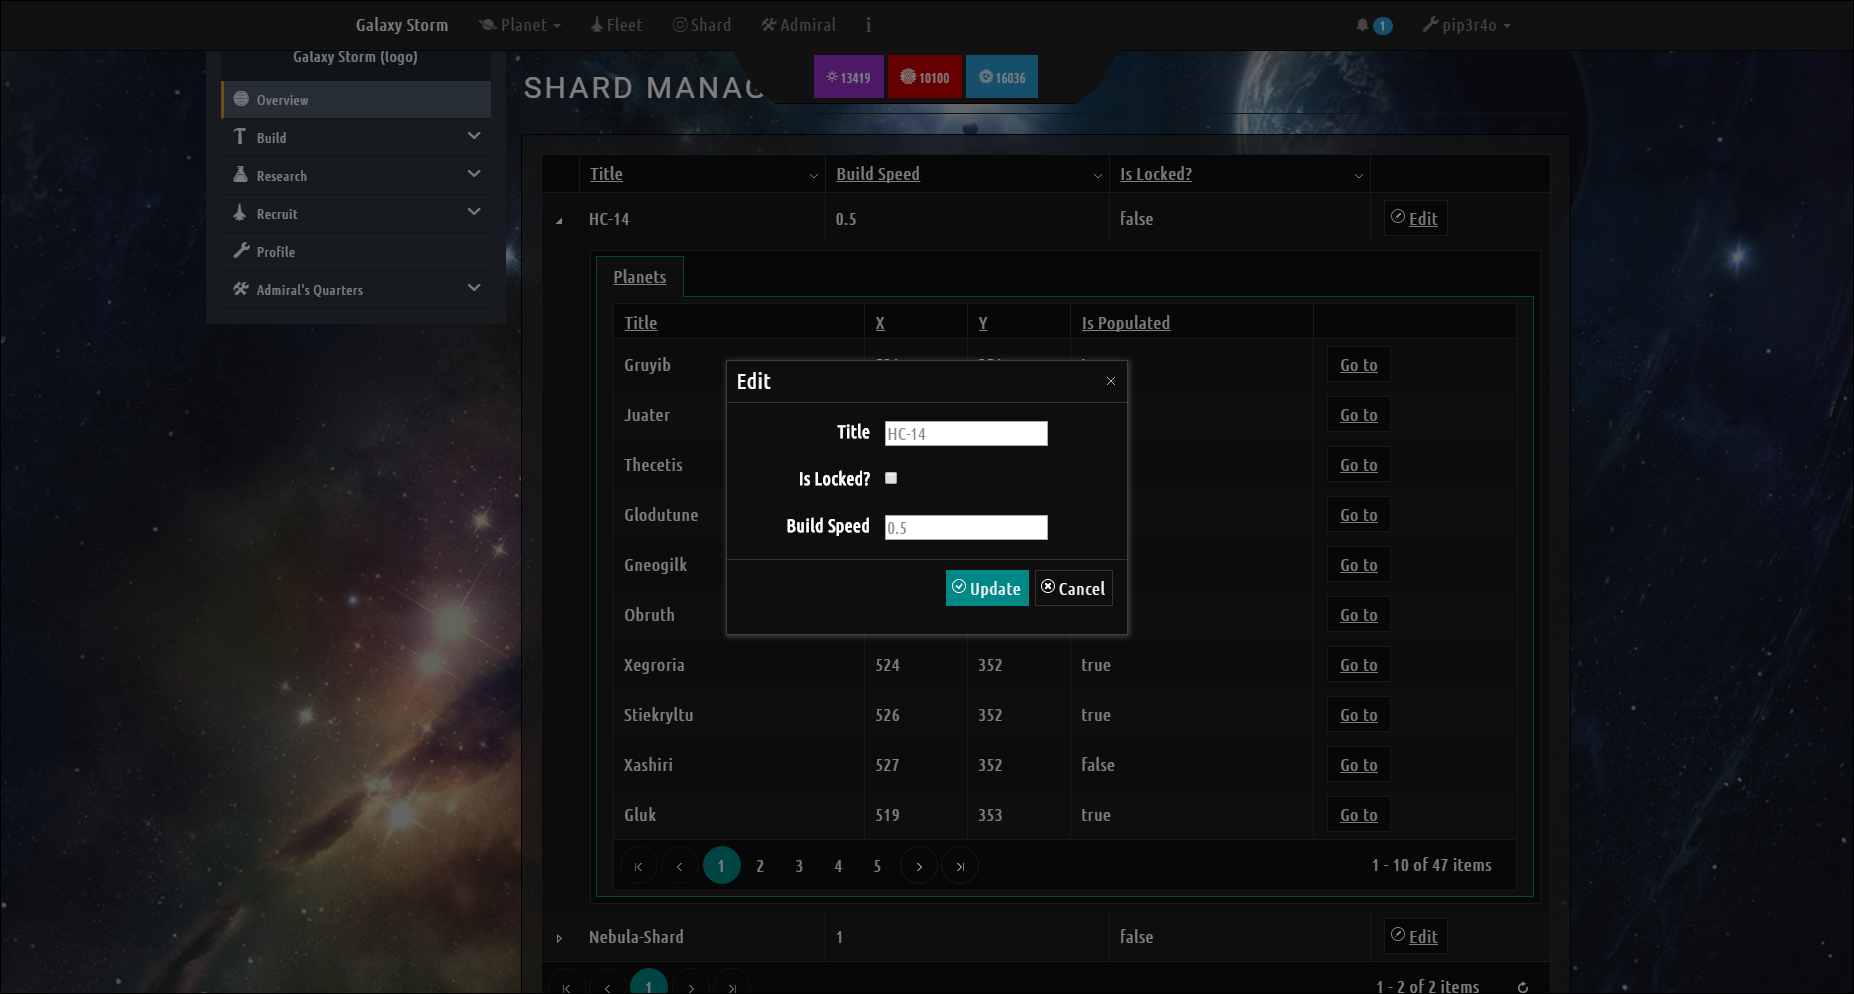 Galaxy Storm Planet Fleet Shard Admiral i 1 pip3r4o
Galaxy Storm (logo)
13419 10100 16036
SHARD MANAG
Overview
Build
Research
Recruit
Profile
Admiral's Quarters
Title Build Speed Is Locked?
HC-14 0.5 false Edit
Planets
Title X Y Is Populated
Gruyib Go to
Juater Go to
Thecetis Go to
Glodutune Go to
Gneogilk Go to
Obruth Go to
Xegroria 524 352 true Go to
Stiekryltu 526 352 true Go to
Xashiri 527 352 false Go to
Gluk 519 353 true Go to
1 2 3 4 5 1 - 10 of 47 items
Edit
Title HC-14
Is Locked?
Build Speed 0.5
Update Cancel
Nebula-Shard 1 false Edit
1 1 - 2 of 2 items